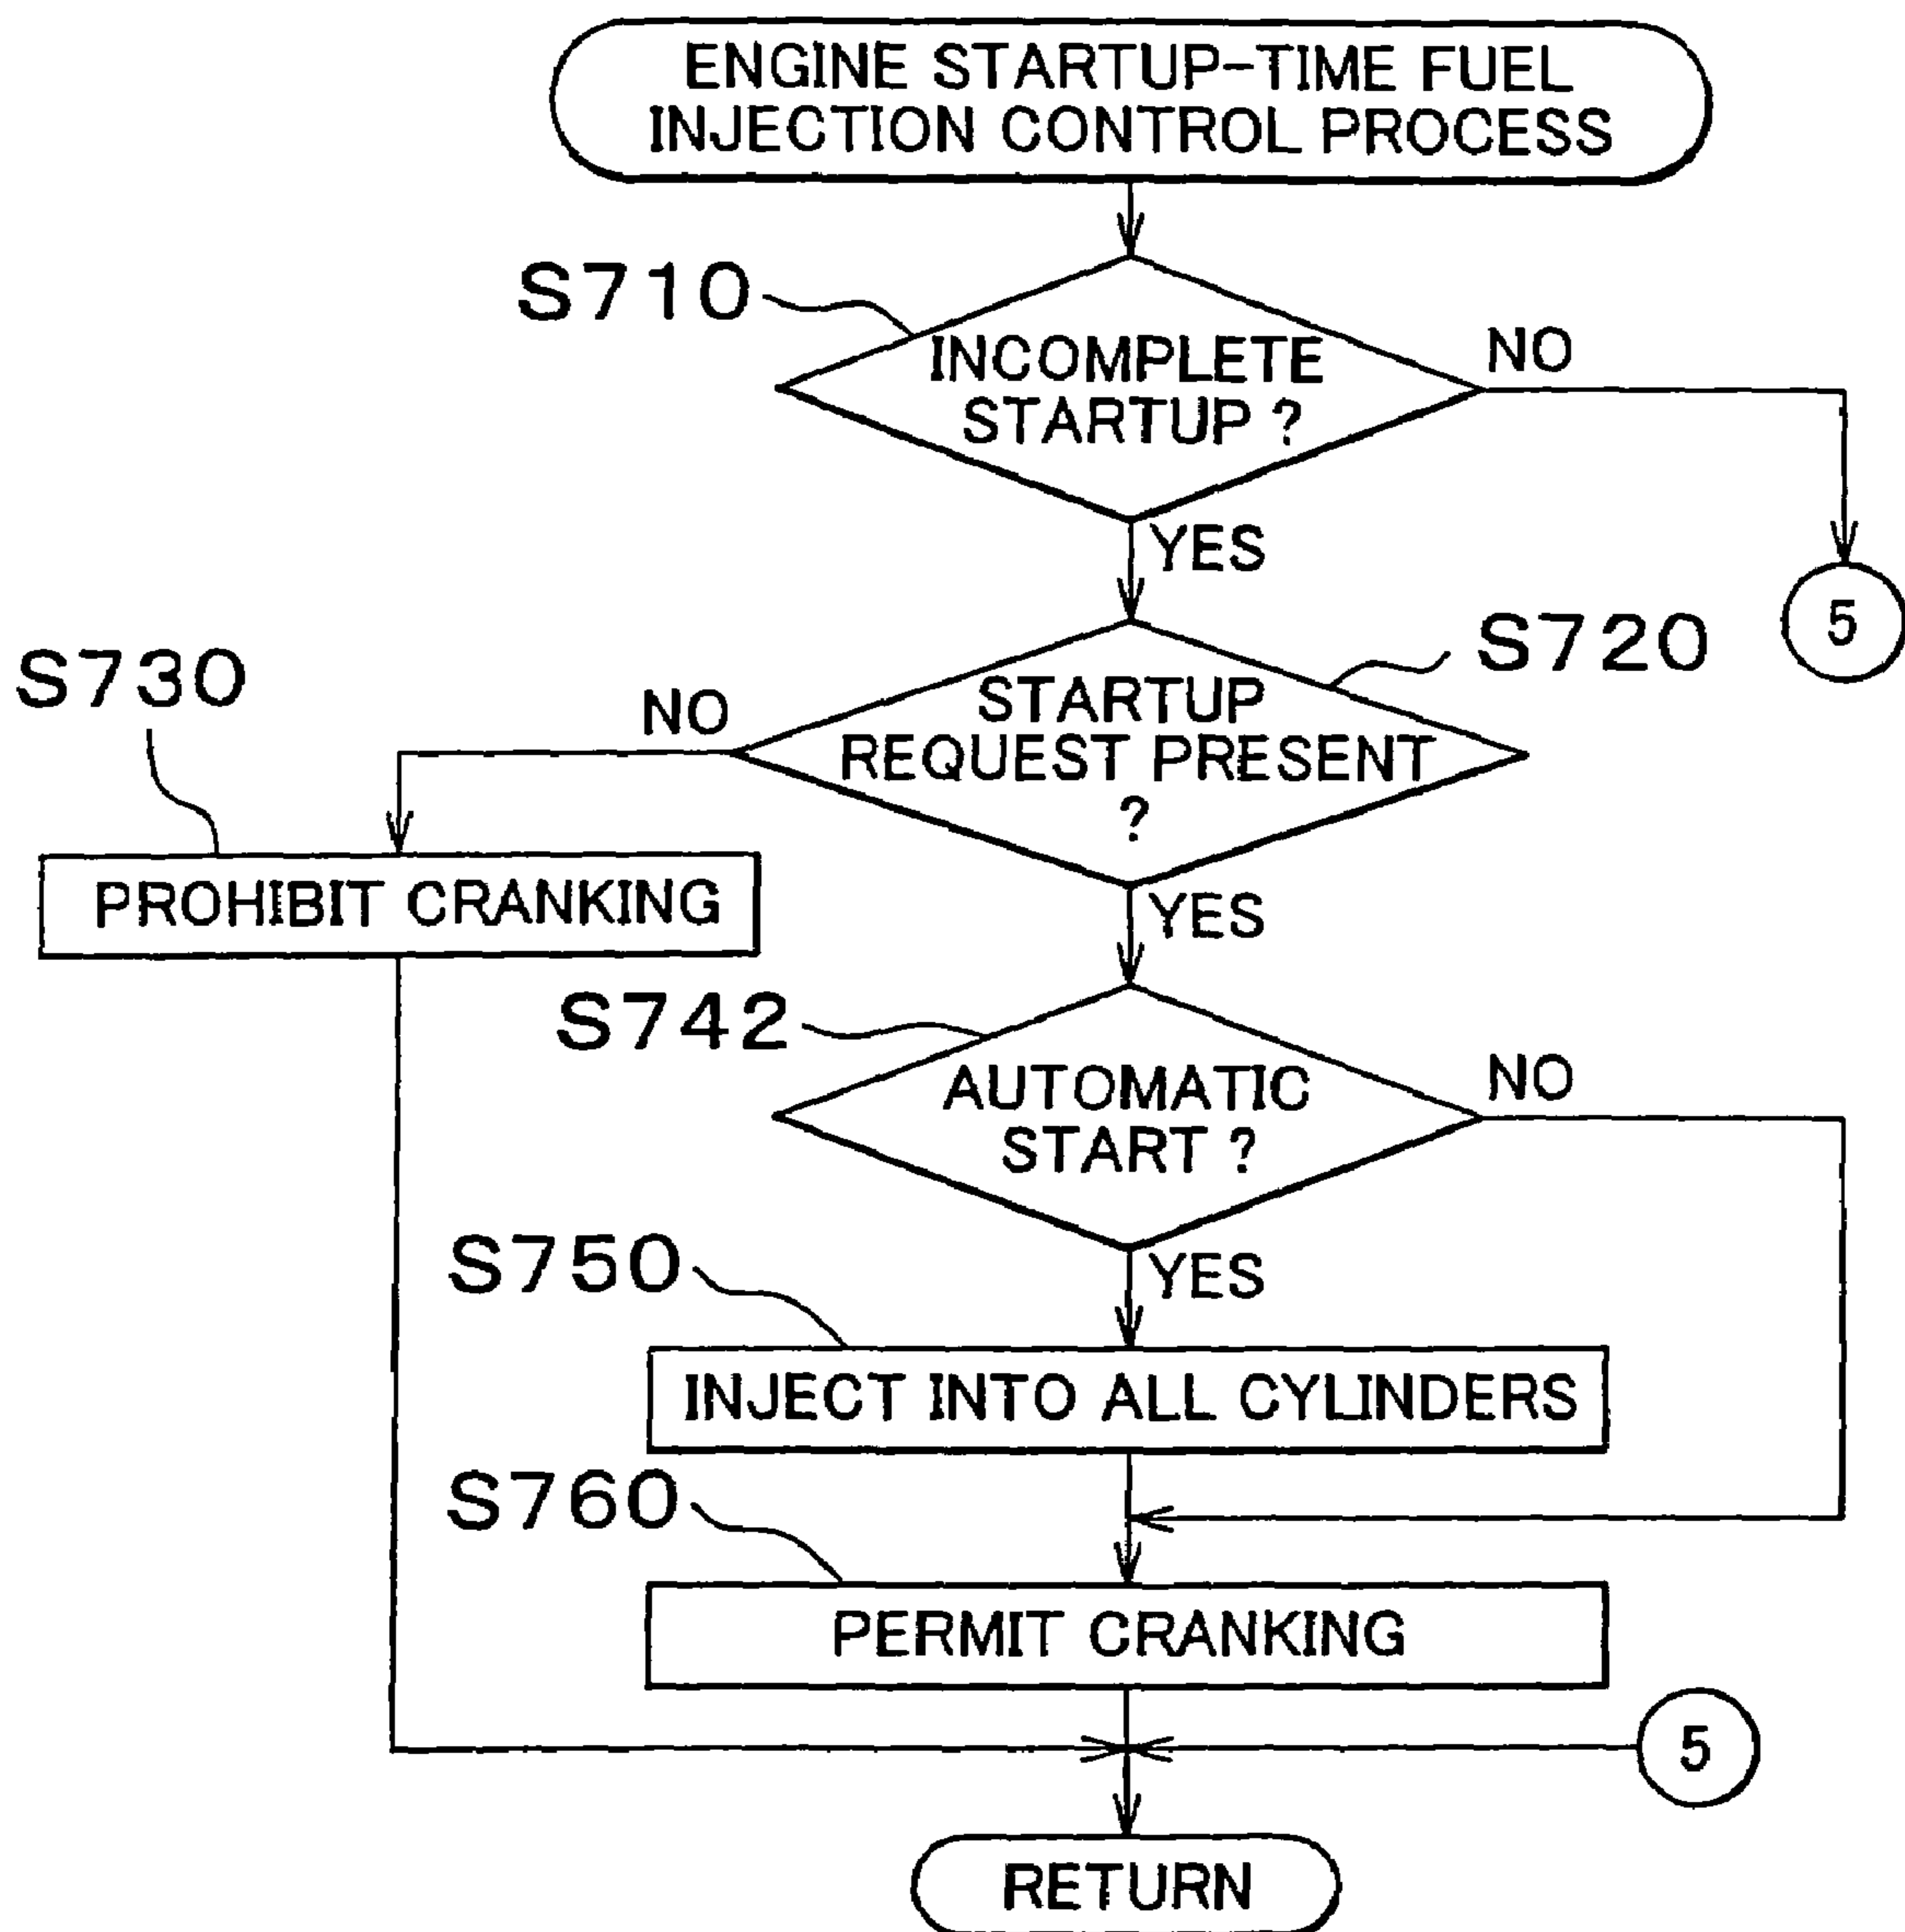 ENGINE STARTUP-TIME FUEL
INJECTION CONTROL PROCESS
S710
INCOMPLETE
STARTUP ?
NO
YES
5
S720
S730
NO
STARTUP
REQUEST PRESENT
?
PROHIBIT CRANKING
YES
S742
AUTOMATIC
START ?
NO
S750
YES
INJECT INTO ALL CYLINDERS
S760
PERMIT CRANKING
5
RETURN